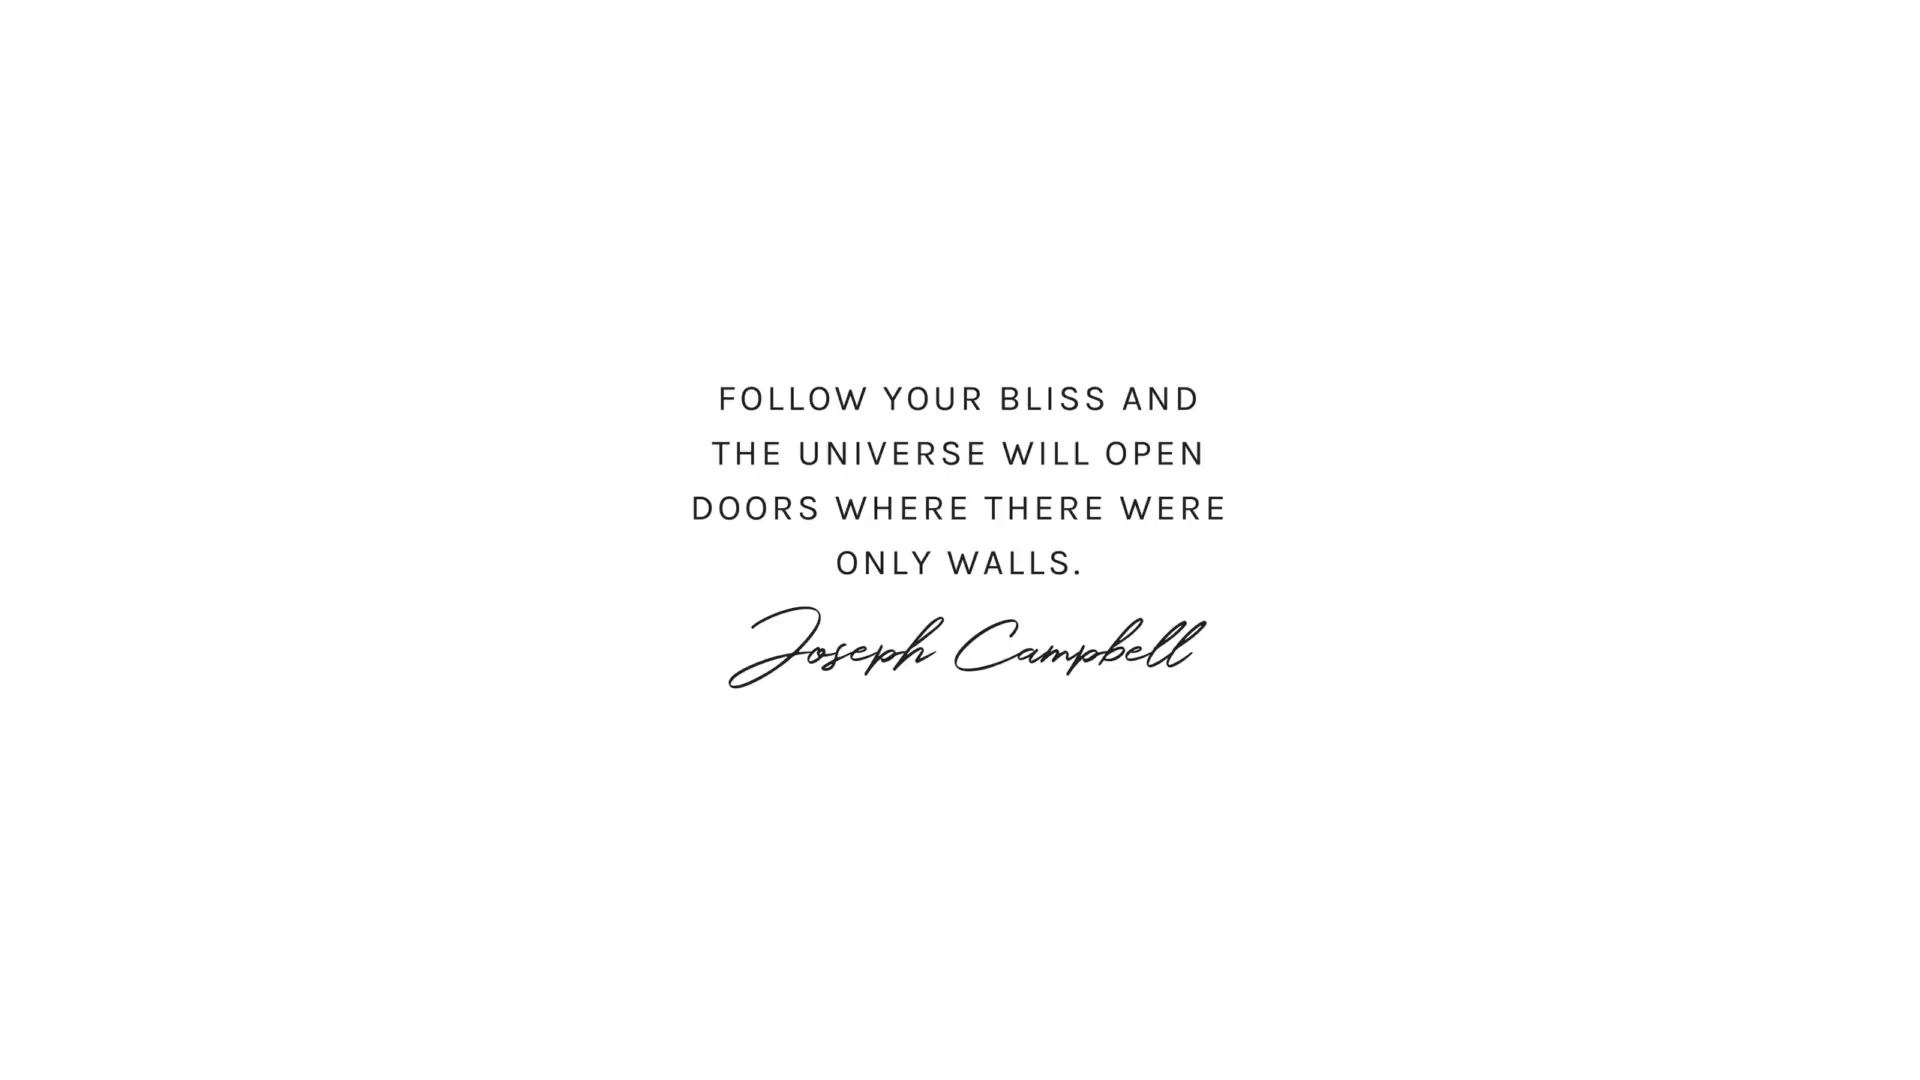 FOLLOW YOUR BLISS AND
THE UNIVERSE WILL OPEN
DOORS WHERE THERE WERE
ONLY WALLS.
Joseph Campbell